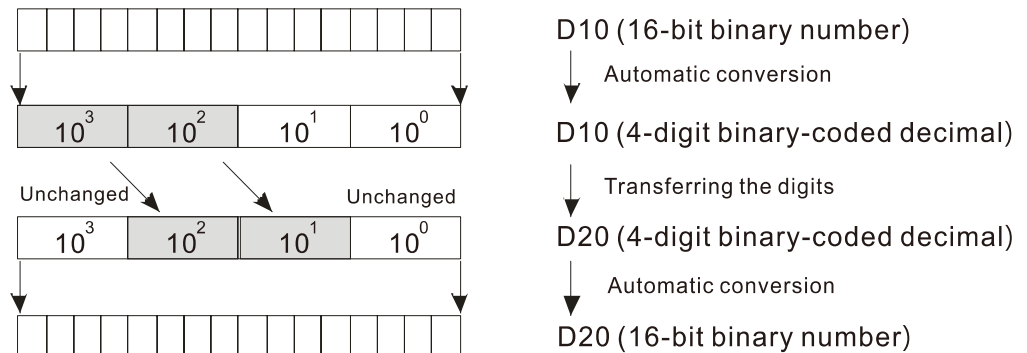 D10 (16-bit binary number)
Automatic conversion
10³ 10² 10¹ 10⁰
D10 (4-digit binary-coded decimal)
Transferring the digits
Unchanged
Unchanged
10³ 10² 10¹ 10⁰
D20 (4-digit binary-coded decimal)
Automatic conversion
D20 (16-bit binary number)